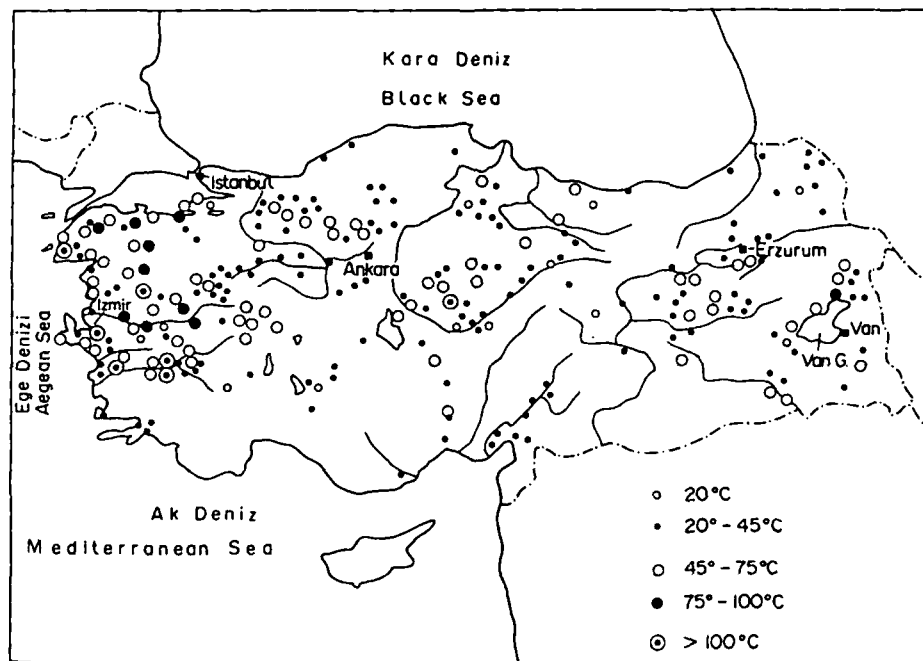 Kara Deniz
Black Sea
Istanbul
Ankara
Erzurum
Izmir
Van
Van G.
Ege Denizi
Aegean Sea
Ak Deniz
Mediterranean Sea
20°C
20°-45°C
45°-75°C
75°-100°C
>100°C